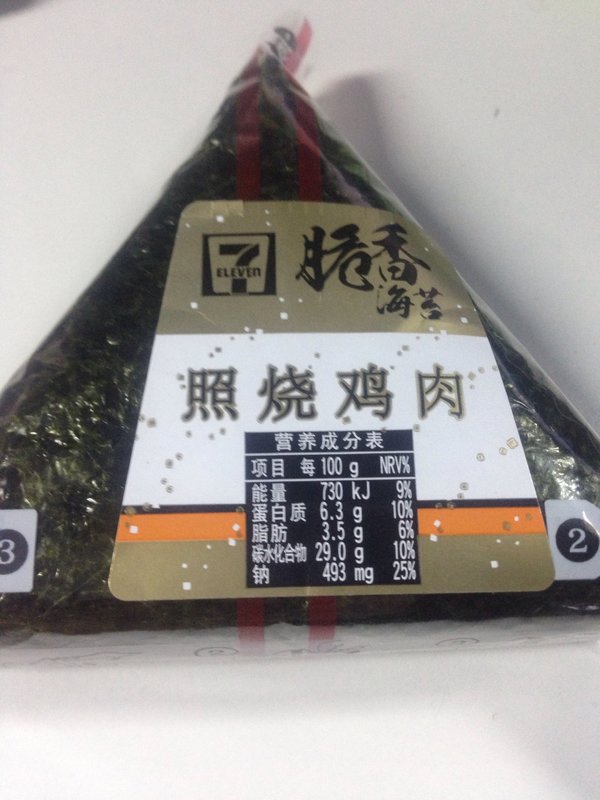 7
ELEVEn
脆香
海苔
照烧鸡肉
营养成分表
项目 每100 g NRV%
能量 730 kJ 9%
蛋白质 6.3 g 10%
脂肪 3.5 g 6%
碳水化合物 29.0 g 10%
钠 493 mg 25%
3
2